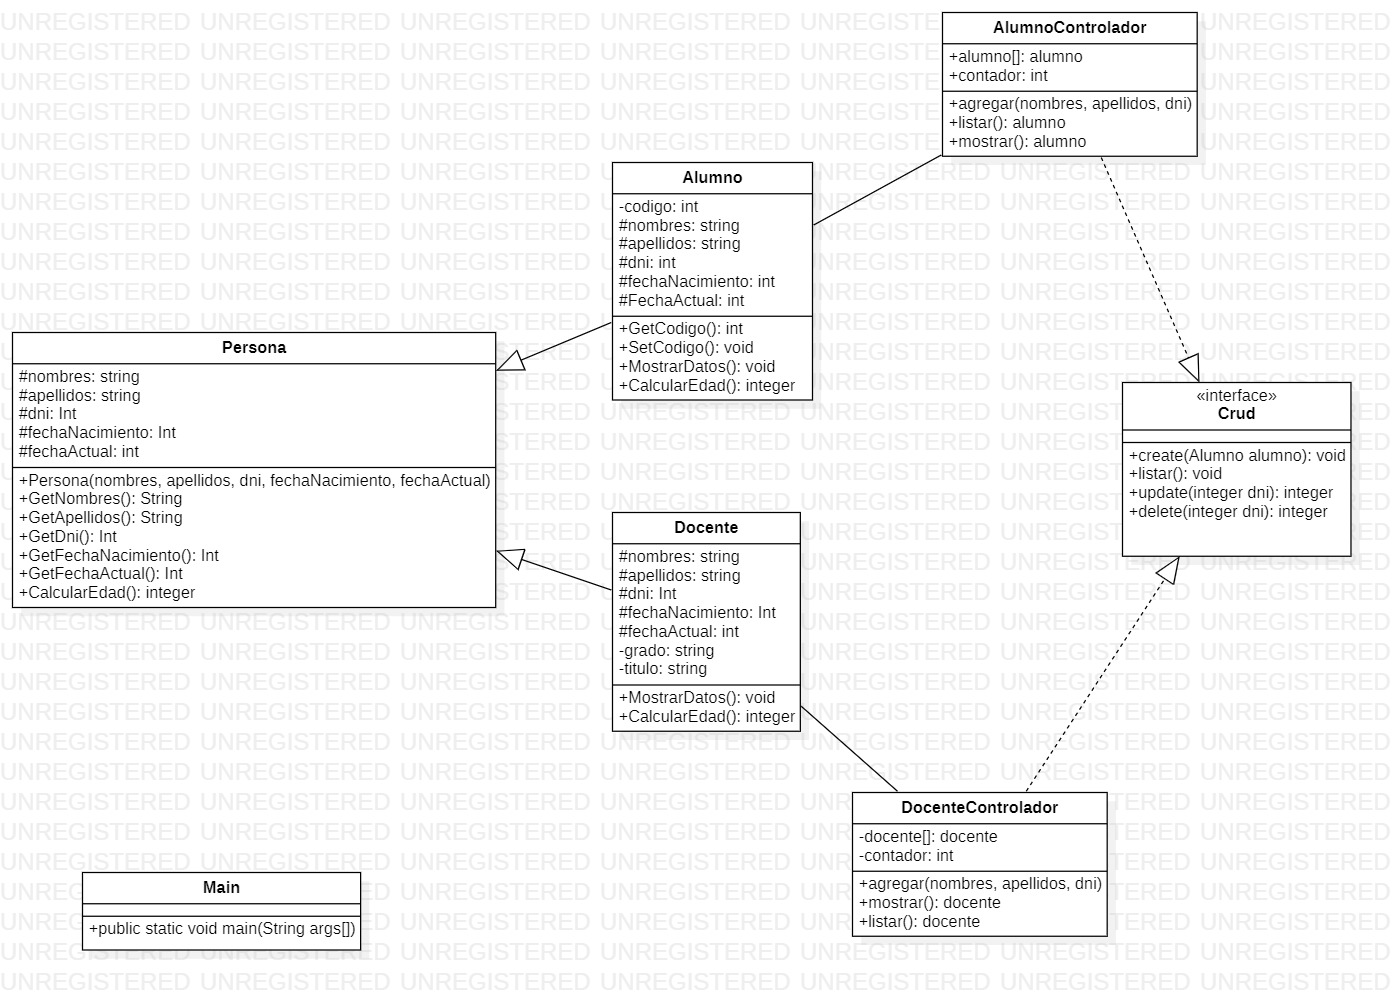 AlumnoControlador
+alumno[]: alumno
+contador: int
+agregar(nombres, apellidos, dni)
+listar(): alumno
+mostrar(): alumno
Alumno
-codigo: int
#nombres: string
#apellidos: string
#dni: int
#fechaNacimiento: int
#FechaActual: int
+GetCodigo(): int
+SetCodigo(): void
+MostrarDatos(): void
+CalcularEdad(): integer
Persona
#nombres: string
#apellidos: string
#dni: Int
#fechaNacimiento: Int
#fechaActual: int
+Persona(nombres, apellidos, dni, fechaNacimiento, fechaActual)
+GetNombres(): String
+GetApellidos(): String
+GetDni(): Int
+GetFechaNacimiento(): Int
+GetFechaActual(): Int
+CalcularEdad(): integer
«interface»
Crud
+create(Alumno alumno): void
+listar(): void
+update(integer dni): integer
+delete(integer dni): integer
Docente
#nombres: string
#apellidos: string
#dni: Int
#fechaNacimiento: Int
#fechaActual: int
-grado: string
-titulo: string
+MostrarDatos(): void
+CalcularEdad(): integer
DocenteControlador
-docente[]: docente
-contador: int
+agregar(nombres, apellidos, dni)
+mostrar(): docente
+listar(): docente
Main
+public static void main(String args[])
UNREGISTERED UNREGISTERED UNREGISTERED UNREGISTERED UNREGISTERED UNREGISTERED UNREGISTERED